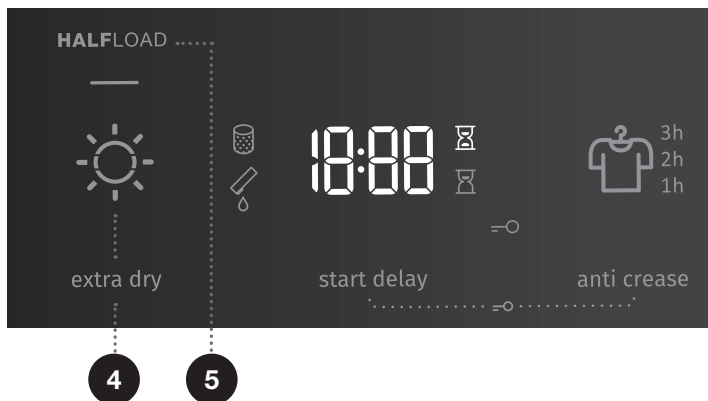 HALFLOAD
18:88
3h
2h
1h
extra dry
start delay
anti crease
4
5